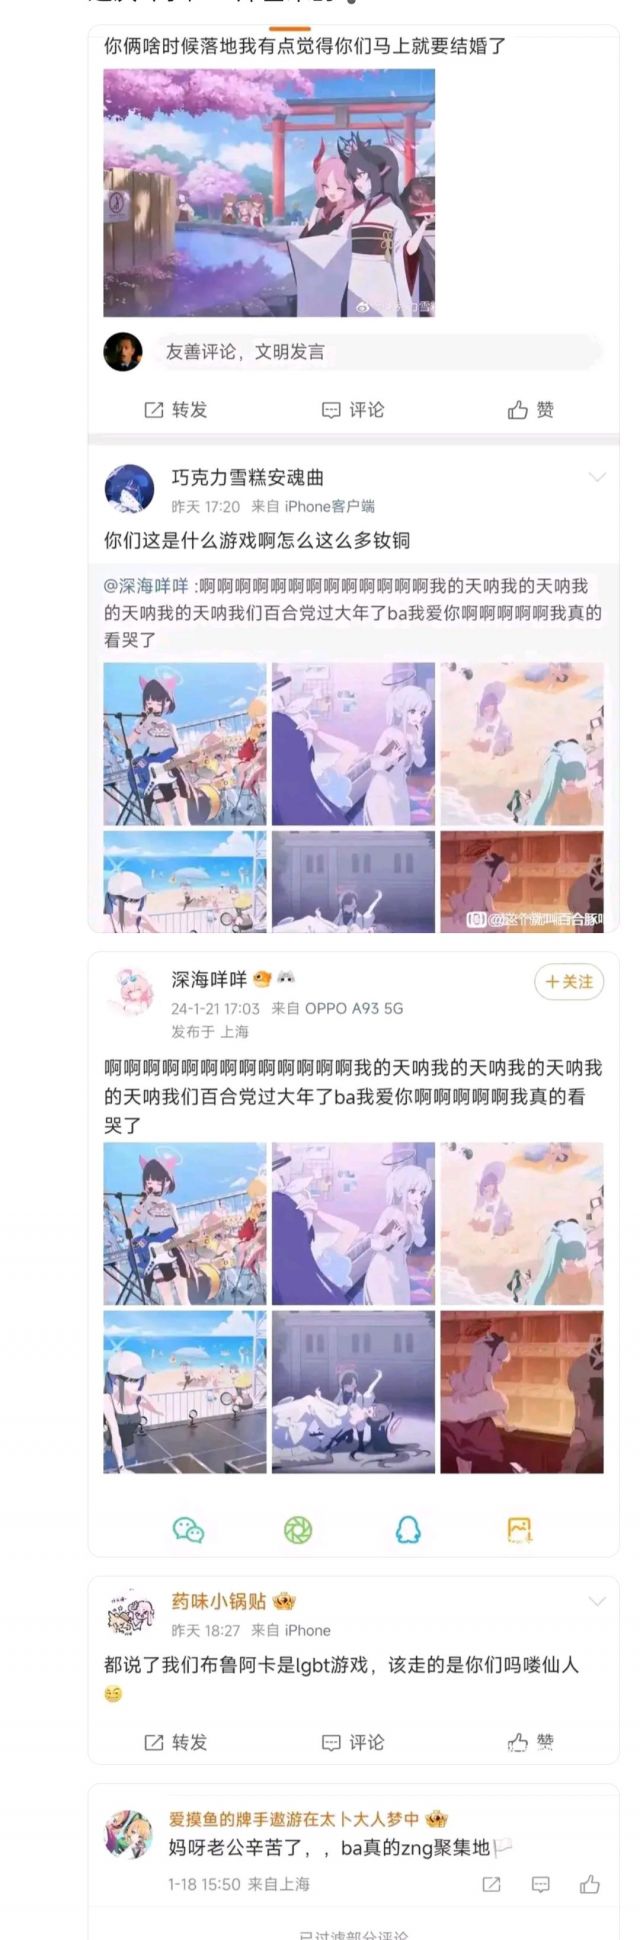 你俩啥时候落地我有点觉得你们马上就要结婚了
友善评论，文明发言
转发
评论
赞
巧克力雪糕安魂曲
昨天 17:20 来自 iPhone客户端
你们这是什么游戏啊怎么这么多钕铜
@深海咩咩 :啊啊啊啊啊啊啊啊啊啊啊啊啊我的天呐我的天呐我
的天呐我的天呐我们百合党过大年了ba我爱你啊啊啊啊啊我真的
看哭了
深海咩咩
+关注
24-1-21 17:03 来自 OPPO A93 5G
发布于 上海
啊啊啊啊啊啊啊啊啊啊啊啊啊我的天呐我的天呐我的天呐我
的天呐我们百合党过大年了ba我爱你啊啊啊啊啊我真的看
哭了
药味小锅贴
昨天 18:27 来自 iPhone
都说了我们布鲁阿卡是lgbt游戏，该走的是你们吗喽仙人
转发
评论
赞
爱摸鱼的牌手遨游在太卜大人梦中
妈呀老公辛苦了，，ba真的zng聚集地
1-18 15:50 来自上海
已过滤部分评论